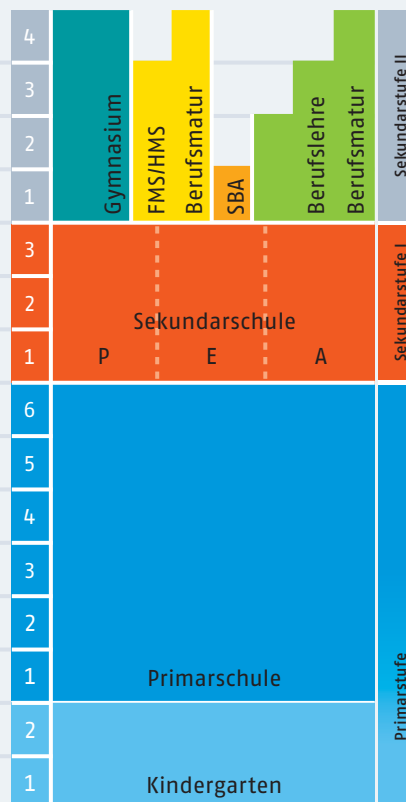 4
3
2
1
Gymnasium
FMS/HMS
Berufsmatur
SBA
Berufslehre
Berufsmatur
Sekundarstufe II
3
2
1
Sekundarschule
P E A
Sekundarstufe I
6
5
4
3
2
1
Primarschule
Primarstufe
2
1
Kindergarten